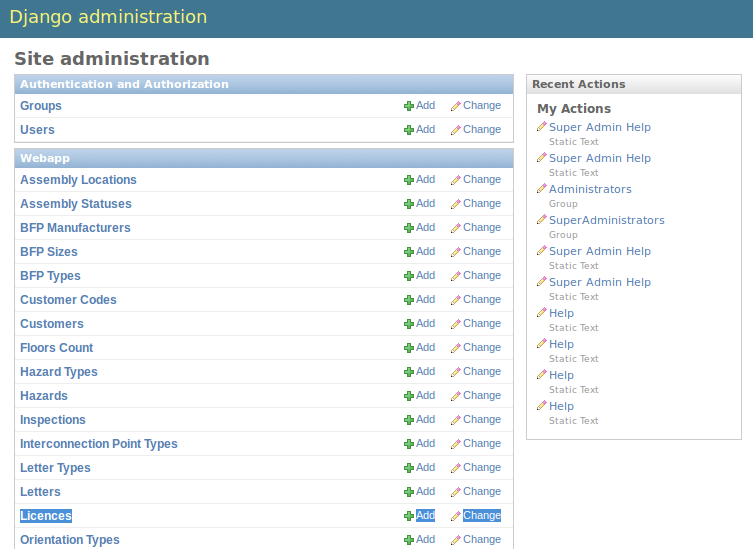 Django administration
Site administration
Authentication and Authorization
Groups Add Change
Users Add Change
Webapp
Assembly Locations Add Change
Assembly Statuses Add Change
BFP Manufacturers Add Change
BFP Sizes Add Change
BFP Types Add Change
Customer Codes Add Change
Customers Add Change
Floors Count Add Change
Hazard Types Add Change
Hazards Add Change
Inspections Add Change
Interconnection Point Types Add Change
Letter Types Add Change
Letters Add Change
Licences Add Change
Orientation Types Add Change
Recent Actions
My Actions
Super Admin Help
Static Text
Super Admin Help
Static Text
Administrators
Group
SuperAdministrators
Group
Super Admin Help
Static Text
Super Admin Help
Static Text
Help
Static Text
Help
Static Text
Help
Static Text
Help
Static Text